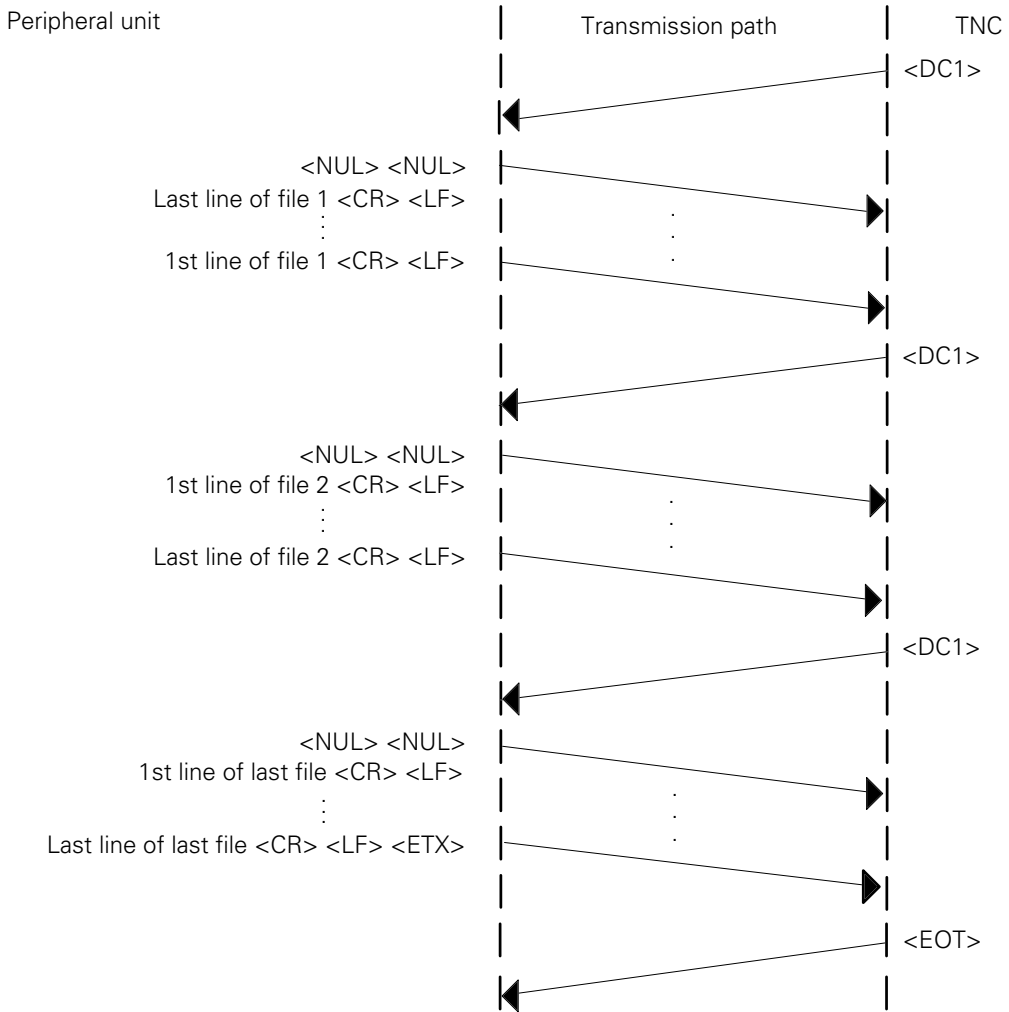 Peripheral unit
Transmission path
TNC
<DC1>
<NUL> <NUL>
Last line of file 1 <CR> <LF>
1st line of file 1 <CR> <LF>
<DC1>
<NUL> <NUL>
1st line of file 2 <CR> <LF>
Last line of file 2 <CR> <LF>
<DC1>
<NUL> <NUL>
1st line of last file <CR> <LF>
Last line of last file <CR> <LF> <ETX>
<EOT>